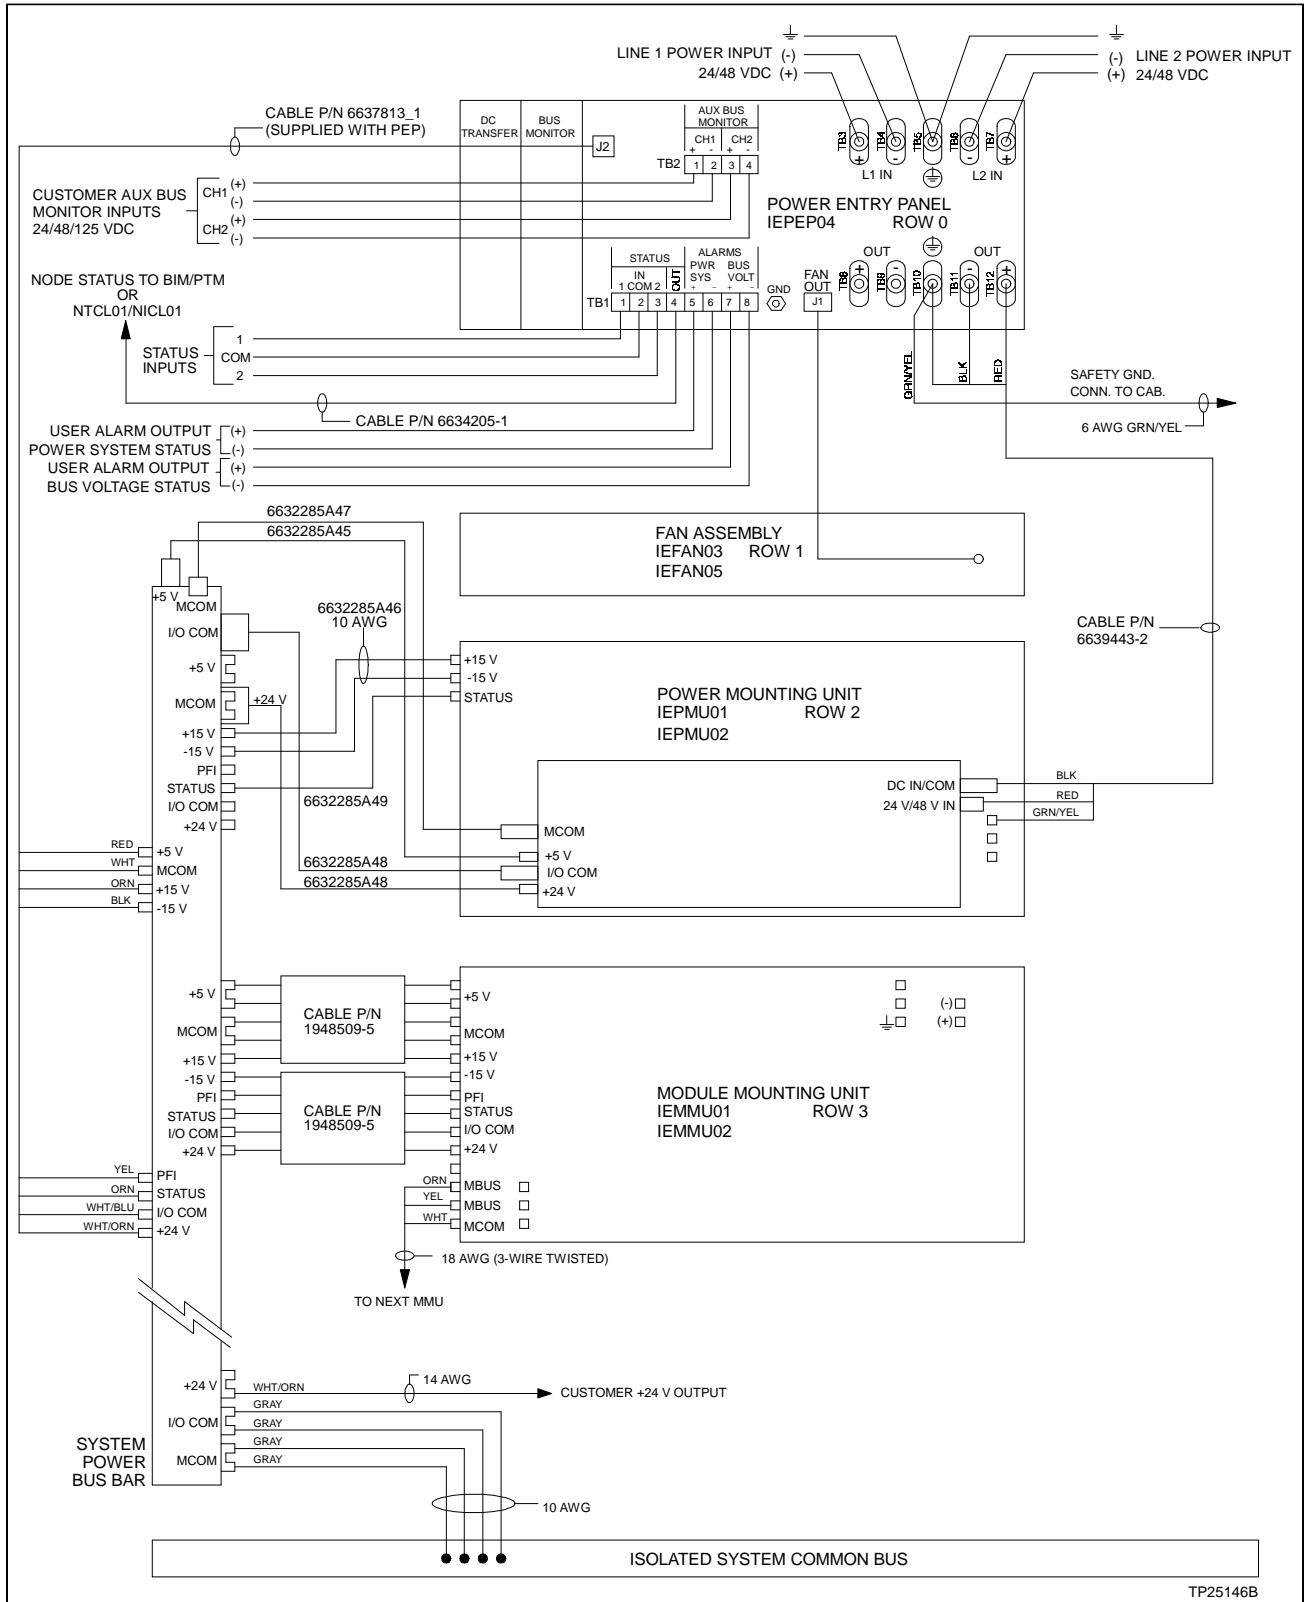 LINE 1 POWER INPUT (-)
24/48 VDC (+)
(-) LINE 2 POWER INPUT
(+) 24/48 VDC
CABLE P/N 6637813_1
(SUPPLIED WITH PEP)
DC
TRANSFER
BUS
MONITOR
J2
AUX BUS
MONITOR
CH1 CH2
+ - + -
TB2 1 2 3 4
TB3 TB4 TB5 TB6 TB7
+ - - +
L1 IN L2 IN
CUSTOMER AUX BUS
MONITOR INPUTS
24/48/125 VDC
CH1 (+)
(-)
CH2 (+)
(-)
POWER ENTRY PANEL
IEPEP04 ROW 0
NODE STATUS TO BIM/PTM
OR
NTCL01/NICL01
STATUS
IN
1 COM 2
OUT
ALARMS
PWR
SYS
BUS
VOLT
+ - + -
TB1 1 2 3 4 5 6 7 8
GND
FAN
OUT
J1
OUT OUT
TB8 TB9 TB10 TB11 TB12
+ - - +
STATUS
INPUTS
1
COM
2
GRN/YEL
BLK
RED
SAFETY GND.
CONN. TO CAB.
6 AWG GRN/YEL
CABLE P/N 6634205-1
USER ALARM OUTPUT (+)
POWER SYSTEM STATUS (-)
USER ALARM OUTPUT (+)
BUS VOLTAGE STATUS (-)
6632285A47
6632285A45
FAN ASSEMBLY
IEFAN03 ROW 1
IEFAN05
+5 V
MCOM
I/O COM
+5 V
MCOM
+24 V
+15 V
-15 V
PFI
STATUS
I/O COM
+24 V
6632285A46
10 AWG
6632285A49
+15 V
-15 V
STATUS
POWER MOUNTING UNIT
IEPMU01 ROW 2
IEPMU02
CABLE P/N
6639443-2
DC IN/COM
24 V/48 V IN
BLK
RED
GRN/YEL
MCOM
+5 V
I/O COM
+24 V
6632285A48
6632285A48
RED +5 V
WHT MCOM
ORN +15 V
BLK -15 V
+5 V
MCOM
+15 V
-15 V
PFI
STATUS
I/O COM
+24 V
CABLE P/N
1948509-5
CABLE P/N
1948509-5
+5 V
MCOM
+15 V
-15 V
PFI
STATUS
I/O COM
+24 V
(-)
(+)
MODULE MOUNTING UNIT
IEMMU01 ROW 3
IEMMU02
YEL PFI
ORN STATUS
WHT/BLU I/O COM
WHT/ORN +24 V
ORN MBUS
YEL MBUS
WHT MCOM
18 AWG (3-WIRE TWISTED)
TO NEXT MMU
+24 V
WHT/ORN
14 AWG
CUSTOMER +24 V OUTPUT
I/O COM
GRAY
GRAY
MCOM
GRAY
GRAY
SYSTEM
POWER
BUS BAR
10 AWG
ISOLATED SYSTEM COMMON BUS
TP25146B